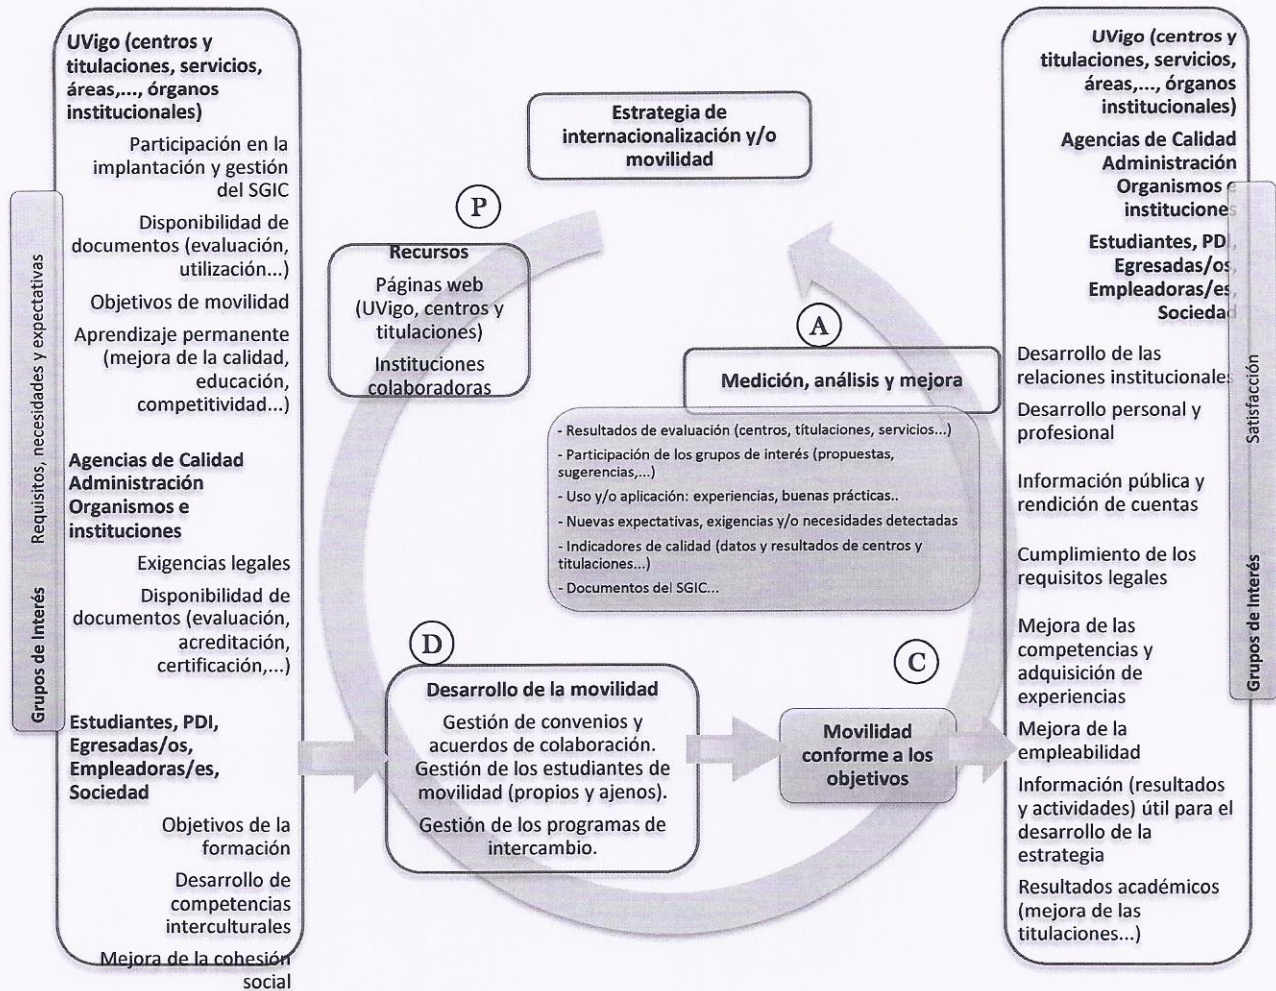 UVigo (centros y
titulaciones, servicios,
áreas,..., órganos
institucionales)
Participación en la
implantación y gestión
del SGIC
Disponibilidad de
documentos (evaluación,
utilización...)
Objetivos de movilidad
Aprendizaje permanente
(mejora de la calidad,
educación,
competitividad...)
Agencias de Calidad
Administración
Organismos e
instituciones
Exigencias legales
Disponibilidad de
documentos (evaluación,
acreditación,
certificación,...)
Estudiantes, PDI,
Egresadas/os,
Empleadoras/es,
Sociedad
Objetivos de la
formación
Desarrollo de
competencias
interculturales
Mejora de la cohesión
social
Grupos de Interés Requisitos, necesidades y expectativas
Estrategia de
internacionalización y/o
movilidad
P
Recursos
Páginas web
(UVigo, centros y
titulaciones)
Instituciones
colaboradoras
A
Medición, análisis y mejora
- Resultados de evaluación (centros, títulaciones, servicios...)
- Participación de los grupos de interés (propuestas,
sugerencias,...)
- Uso y/o aplicación: experiencias, buenas prácticas..
- Nuevas expectativas, exigencias y/o necesidades detectadas
- Indicadores de calidad (datos y resultados de centros y
titulaciones...)
- Documentos del SGIC...
D
Desarrollo de la movilidad
Gestión de convenios y
acuerdos de colaboración.
Gestión de los estudiantes de
movilidad (propios y ajenos).
Gestión de los programas de
intercambio.
C
Movilidad
conforme a los
objetivos
UVigo (centros y
titulaciones, servicios,
áreas,..., órganos
institucionales)
Agencias de Calidad
Administración
Organismos e
instituciones
Estudiantes, PDI,
Egresadas/os,
Empleadoras/es,
Sociedad
Desarrollo de las
relaciones institucionales
Desarrollo personal y
profesional
Información pública y
rendición de cuentas
Cumplimiento de los
requisitos legales
Mejora de las
competencias y
adquisición de
experiencias
Mejora de la
empleabilidad
Información (resultados
y actividades) útil para el
desarrollo de la
estrategia
Resultados académicos
(mejora de las
titulaciones...)
Grupos de Interés Satisfacción